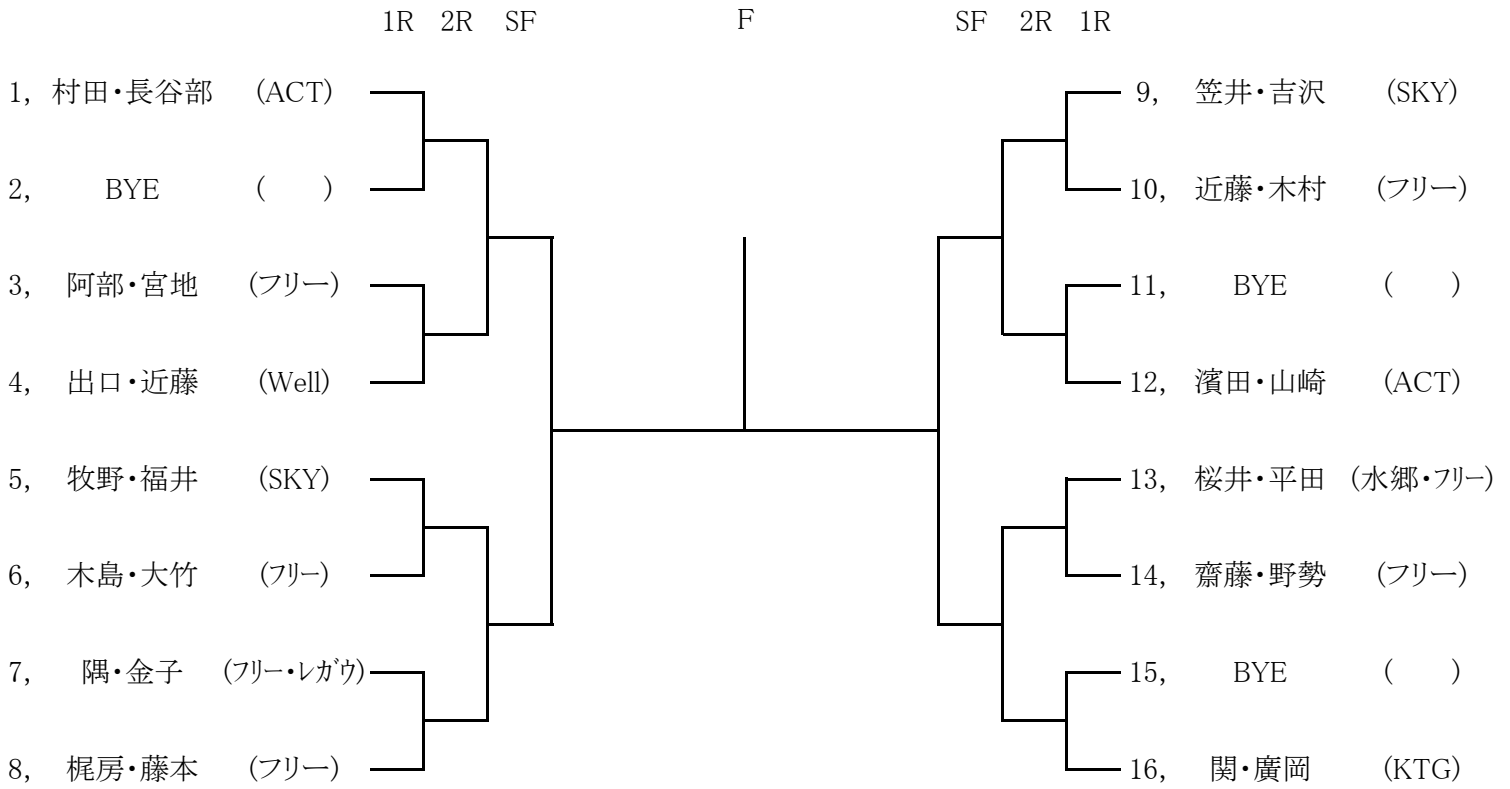 1R 2R SF F SF 2R 1R
1, 村田・長谷部 (ACT) 9, 笠井・吉沢 (SKY)
2, BYE ( ) 10, 近藤・木村 (フリー)
3, 阿部・宮地 (フリー) 11, BYE ( )
4, 出口・近藤 (Well) 12, 濱田・山崎 (ACT)
5, 牧野・福井 (SKY) 13, 桜井・平田 (水郷・フリー)
6, 木島・大竹 (フリー) 14, 齋藤・野勢 (フリー)
7, 隅・金子 (フリー・レガウ) 15, BYE ( )
8, 梶房・藤本 (フリー) 16, 関・廣岡 (KTG)